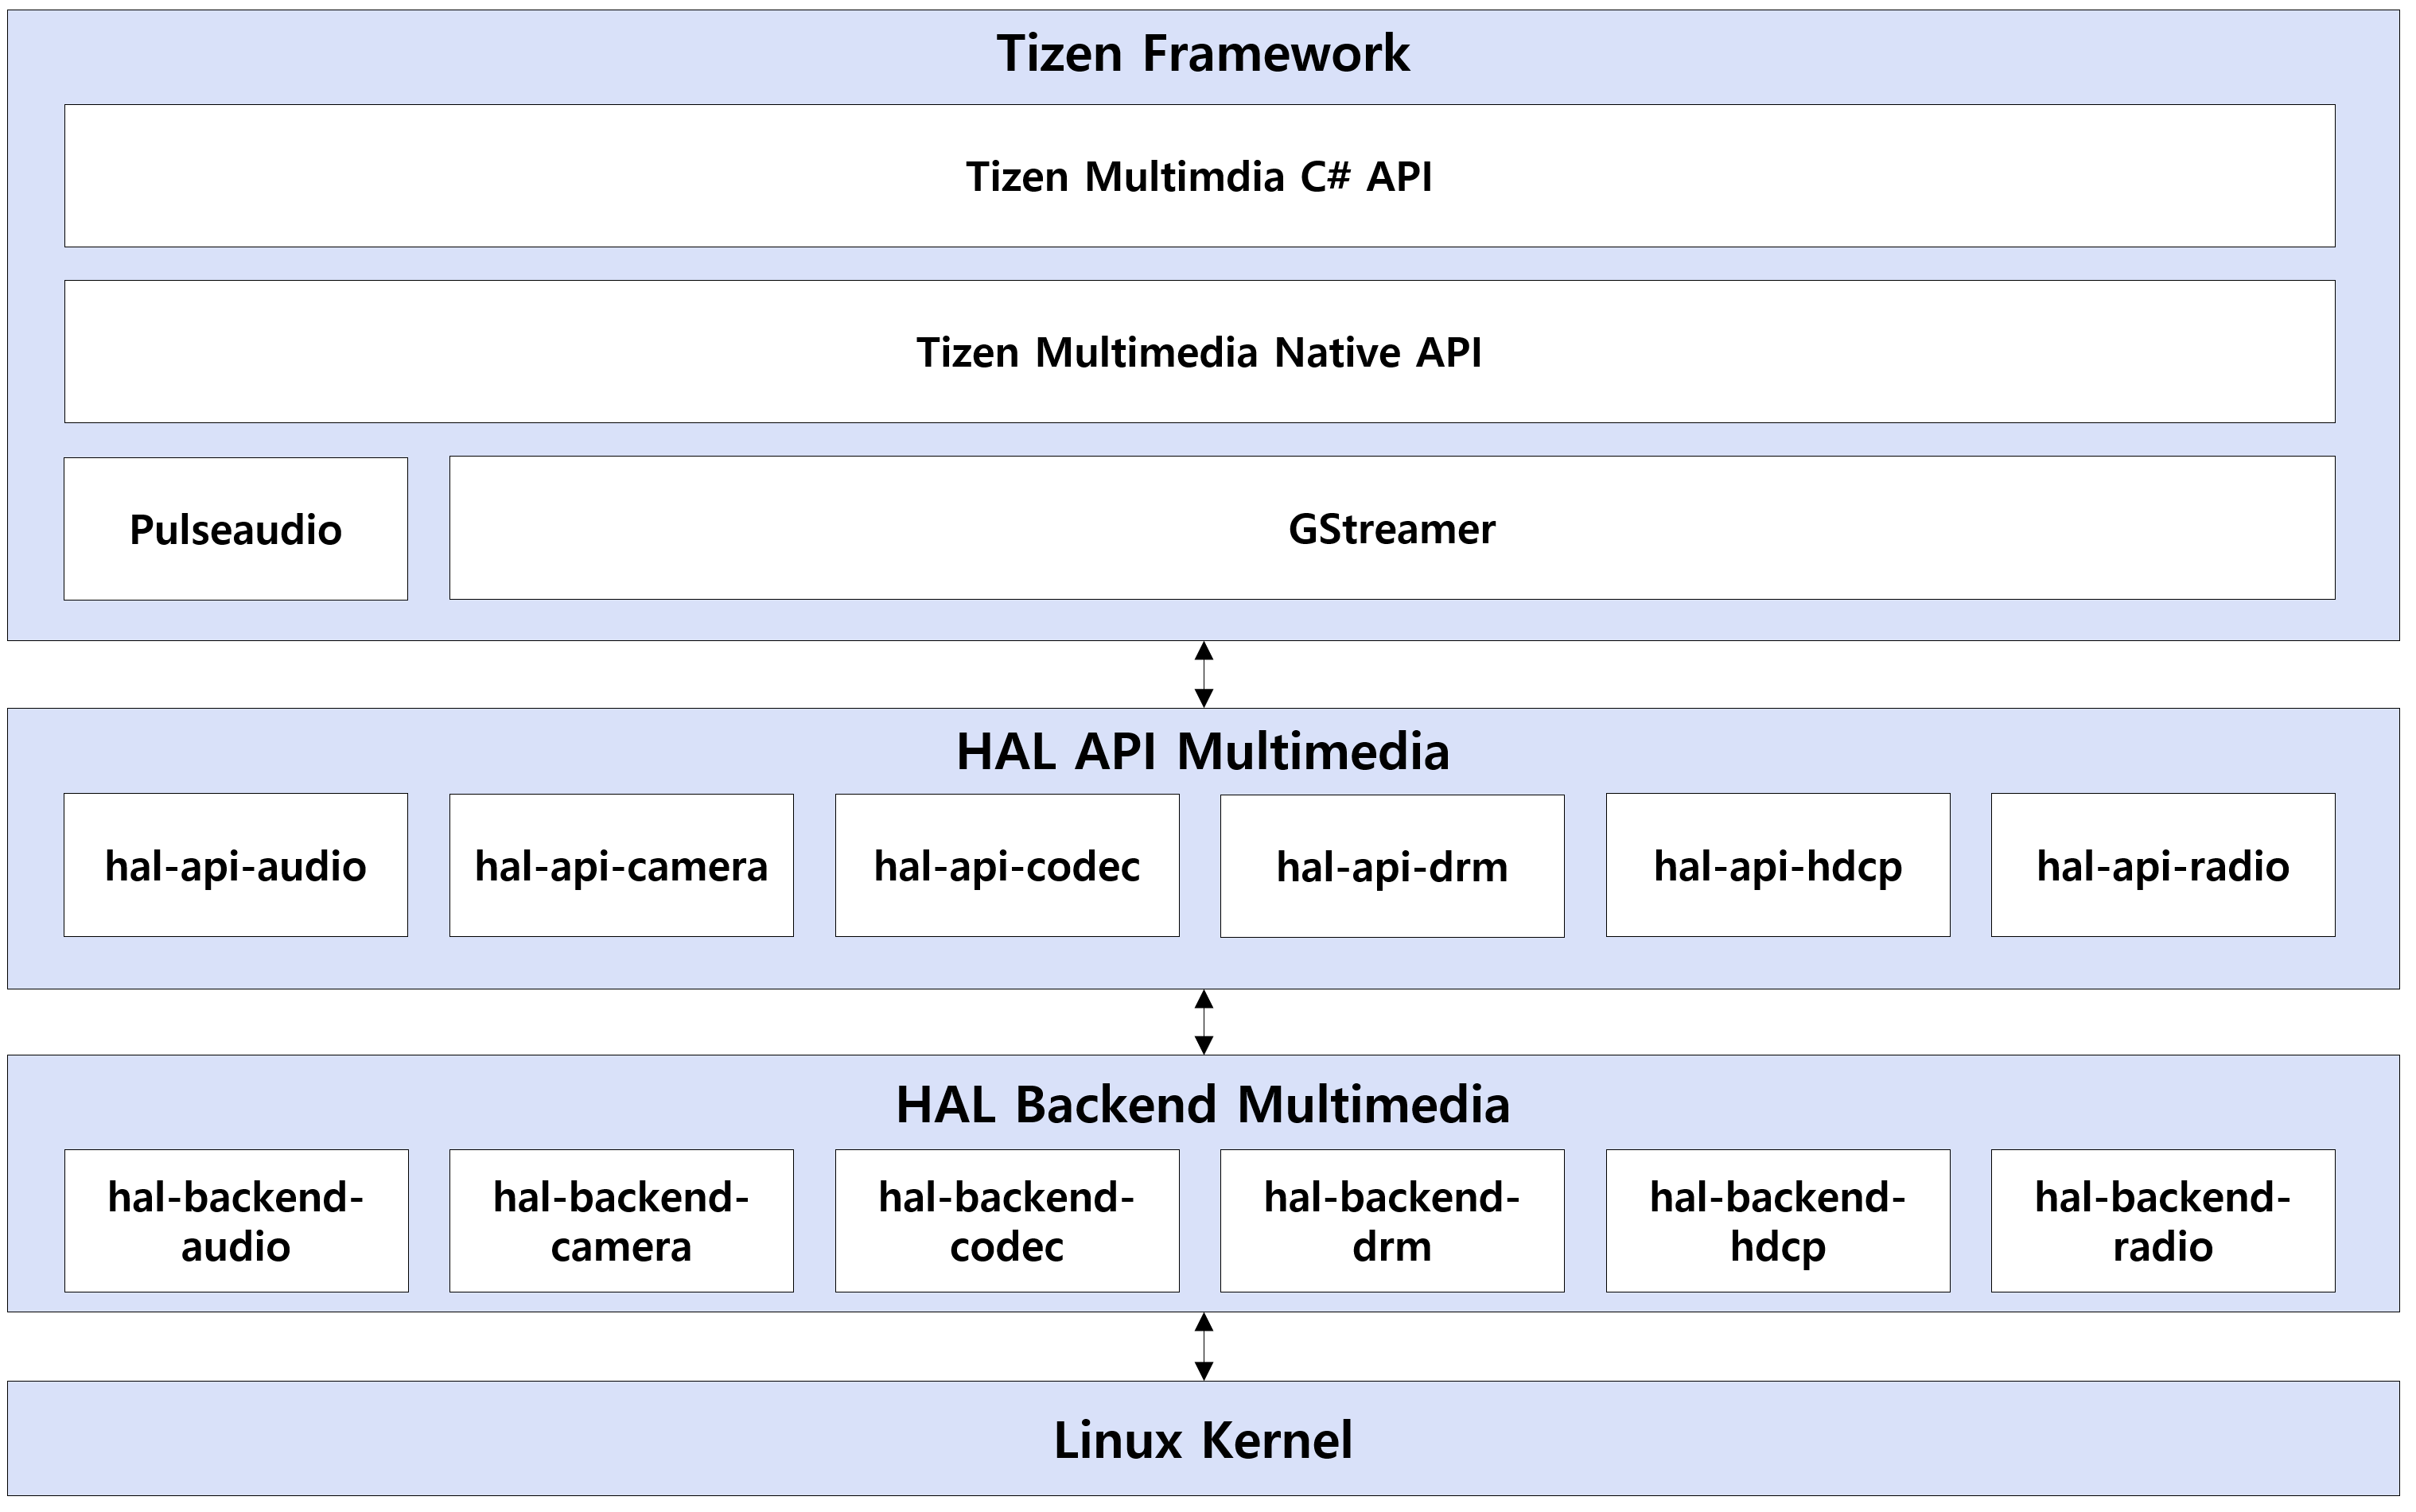 Tizen Framework
Tizen Multimdia C# API
Tizen Multimedia Native API
Pulseaudio
GStreamer
HAL API Multimedia
hal-api-audio
hal-api-camera
hal-api-codec
hal-api-drm
hal-api-hdcp
hal-api-radio
HAL Backend Multimedia
hal-backend-
audio
hal-backend-
camera
hal-backend-
codec
hal-backend-
drm
hal-backend-
hdcp
hal-backend-
radio
Linux Kernel